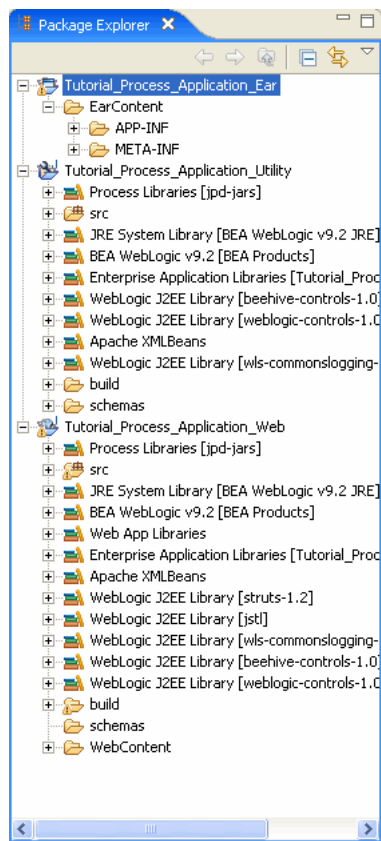 Package Explorer
Tutorial_Process_Application_Ear
EarContent
APP-INF
META-INF
Tutorial_Process_Application_Utility
Process Libraries [jpd-jars]
src
JRE System Library [BEA WebLogic v9.2 JRE]
BEA WebLogic v9.2 [BEA Products]
Enterprise Application Libraries [Tutorial_Proc
WebLogic J2EE Library [beehive-controls-1.0]
WebLogic J2EE Library [weblogic-controls-1.0
Apache XMLBeans
WebLogic J2EE Library [wls-commonslogging-
build
schemas
Tutorial_Process_Application_Web
Process Libraries [jpd-jars]
src
JRE System Library [BEA WebLogic v9.2 JRE]
BEA WebLogic v9.2 [BEA Products]
Web App Libraries
Enterprise Application Libraries [Tutorial_Proc
Apache XMLBeans
WebLogic J2EE Library [struts-1.2]
WebLogic J2EE Library [jstl]
WebLogic J2EE Library [wls-commonslogging-
WebLogic J2EE Library [beehive-controls-1.0]
WebLogic J2EE Library [weblogic-controls-1.0
build
schemas
WebContent